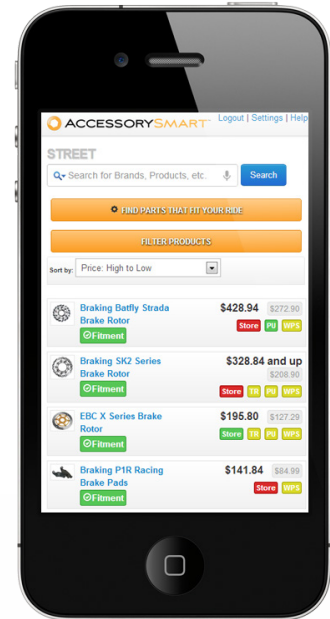 ACCESSORYSMART
Logout | Settings | Help
STREET
Search for Brands, Products, etc.
Search
FIND PARTS THAT FIT YOUR RIDE
FILTER PRODUCTS
Sort by: Price: High to Low
Braking Batfly Strada $428.94 $272.90
Brake Rotor Store PU WPS
Fitment
Braking SK2 Series $328.84 and up
Brake Rotor $208.90
Fitment Store TR PU WPS
EBC X Series Brake $195.80 $127.29
Rotor Store TR PU WPS
Fitment
Braking P1R Racing $141.84 $84.99
Brake Pads Store WPS
Fitment